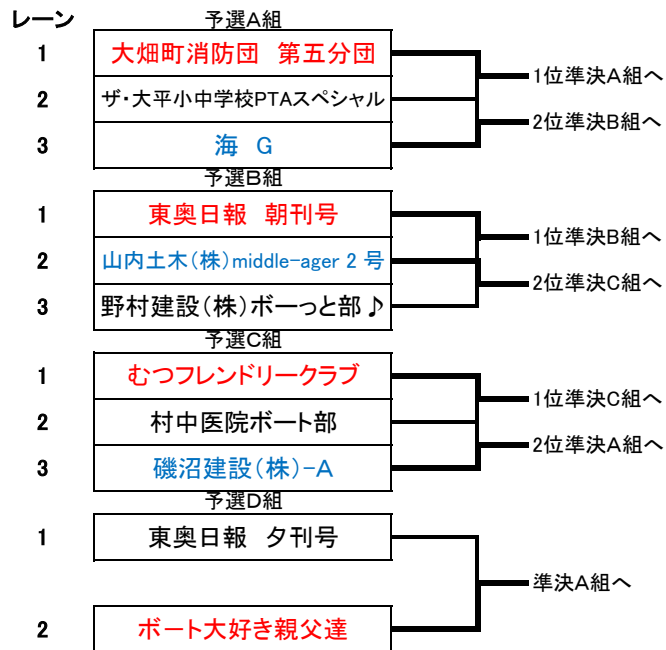 レーン
予選A組
1 大畑町消防団 第五分団
1位準決A組へ
2 ザ・大平小中学校PTAスペシャル
2位準決B組へ
3 海 G
予選B組
1 東奥日報 朝刊号
1位準決B組へ
2 山内土木(株)middle-ager 2 号
2位準決C組へ
3 野村建設(株)ボーっと部♪
予選C組
1 むつフレンドリークラブ
1位準決C組へ
2 村中医院ボート部
2位準決A組へ
3 磯沼建設(株)-A
予選D組
1 東奥日報 夕刊号
準決A組へ
2 ボート大好き親父達